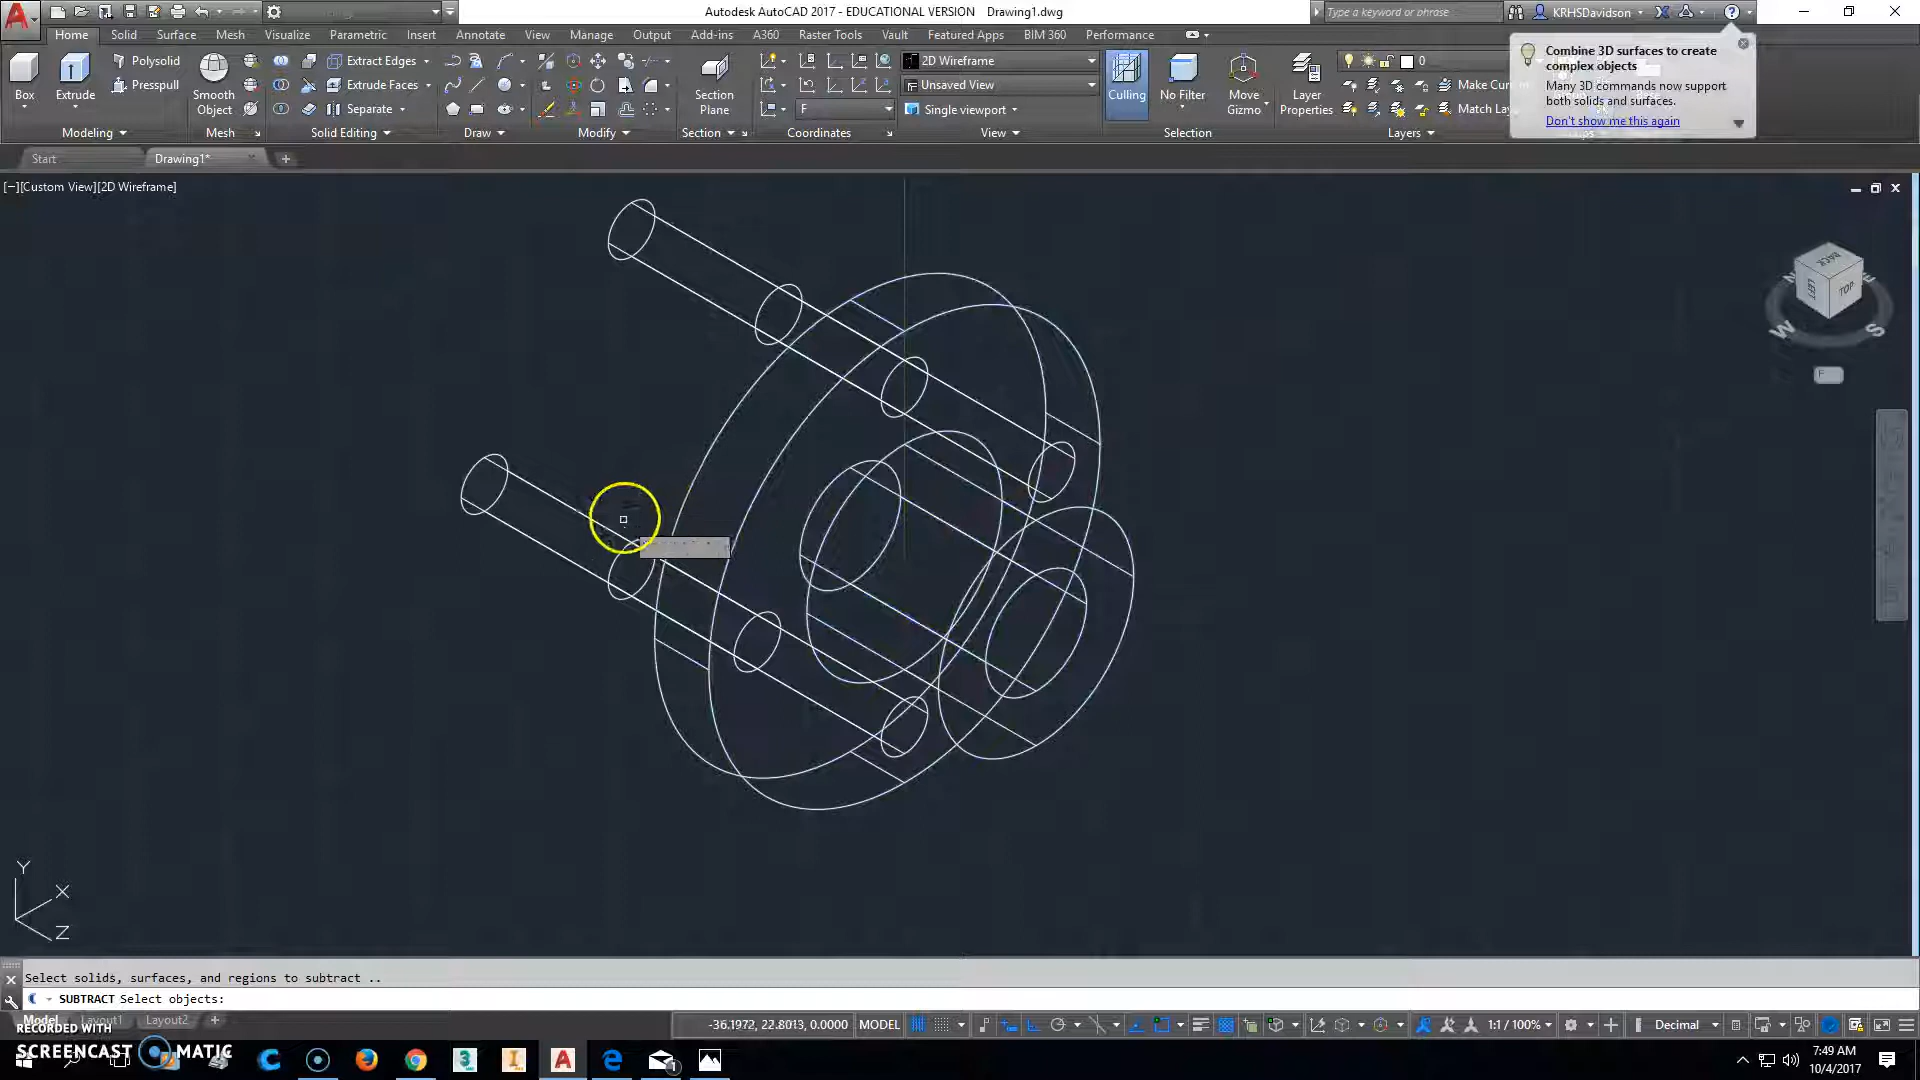 Autodesk AutoCAD 2017 - EDUCATIONAL VERSION Drawing1.dwg
Type a keyword or phrase
KRHSDavidson
Home Solid Surface Mesh Visualize Parametric Insert Annotate View Manage Output Add-ins A360 Raster Tools Vault Featured Apps BIM 360 Performance
Box
Extrude
Polysolid
Presspull
Smooth
Object
Extract Edges
Extrude Faces
Separate
Section
Plane
F
2D Wireframe
Unsaved View
Single viewport
Culling
No Filter
Move
Gizmo
Layer
Properties
0
Make Cur
Match Lay
Modeling Mesh Solid Editing Draw Modify Section Coordinates View Selection Layers
Combine 3D surfaces to create
complex objects
Many 3D commands now support
both solids and surfaces.
Don't show me this again
Start Drawing1*
[−][Custom View][2D Wireframe]
BACK
LEFT
TOP
N
E
W
S
F
Y
X
Z
Select solids, surfaces, and regions to subtract ..
SUBTRACT Select objects:
Model Layout1 Layout2
-36.1972, 22.8013, 0.0000 MODEL 1:1 / 100% Decimal
RECORDED WITH
SCREENCAST MATIC
7:49 AM
10/4/2017